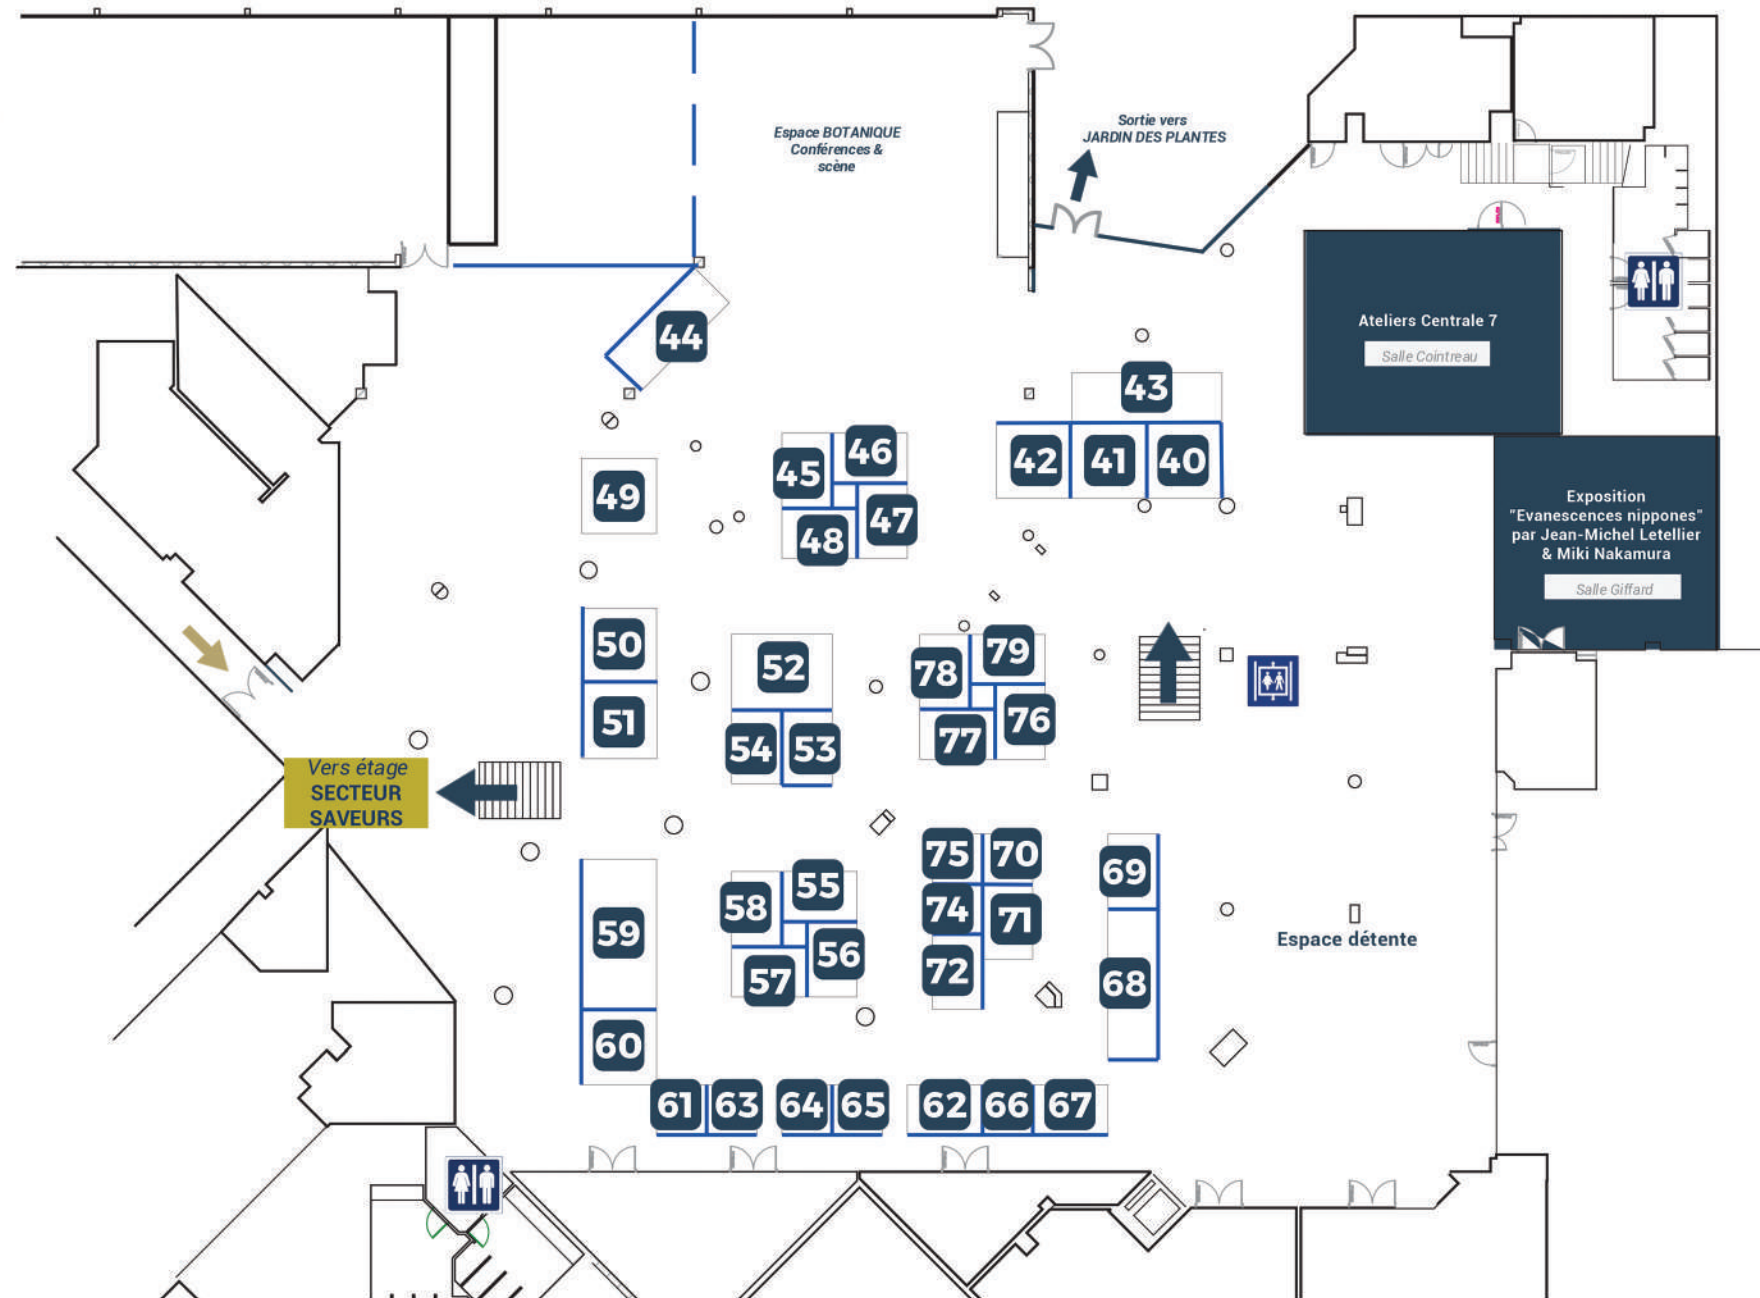 Espace BOTANIQUE
Conférences &
scène
Sortie vers
JARDIN DES PLANTES
Ateliers Centrale 7
Salle Cointreau
44
43
42
41
40
45
46
47
48
49
Exposition
"Evanescences nippones"
par Jean-Michel Letellier
& Miki Nakamura
Salle Giffard
50
51
52
54
53
78
79
77
76
Vers étage
SECTEUR
SAVEURS
75
70
74
71
72
69
68
58
55
56
57
59
60
Espace détente
61
63
64
65
62
66
67